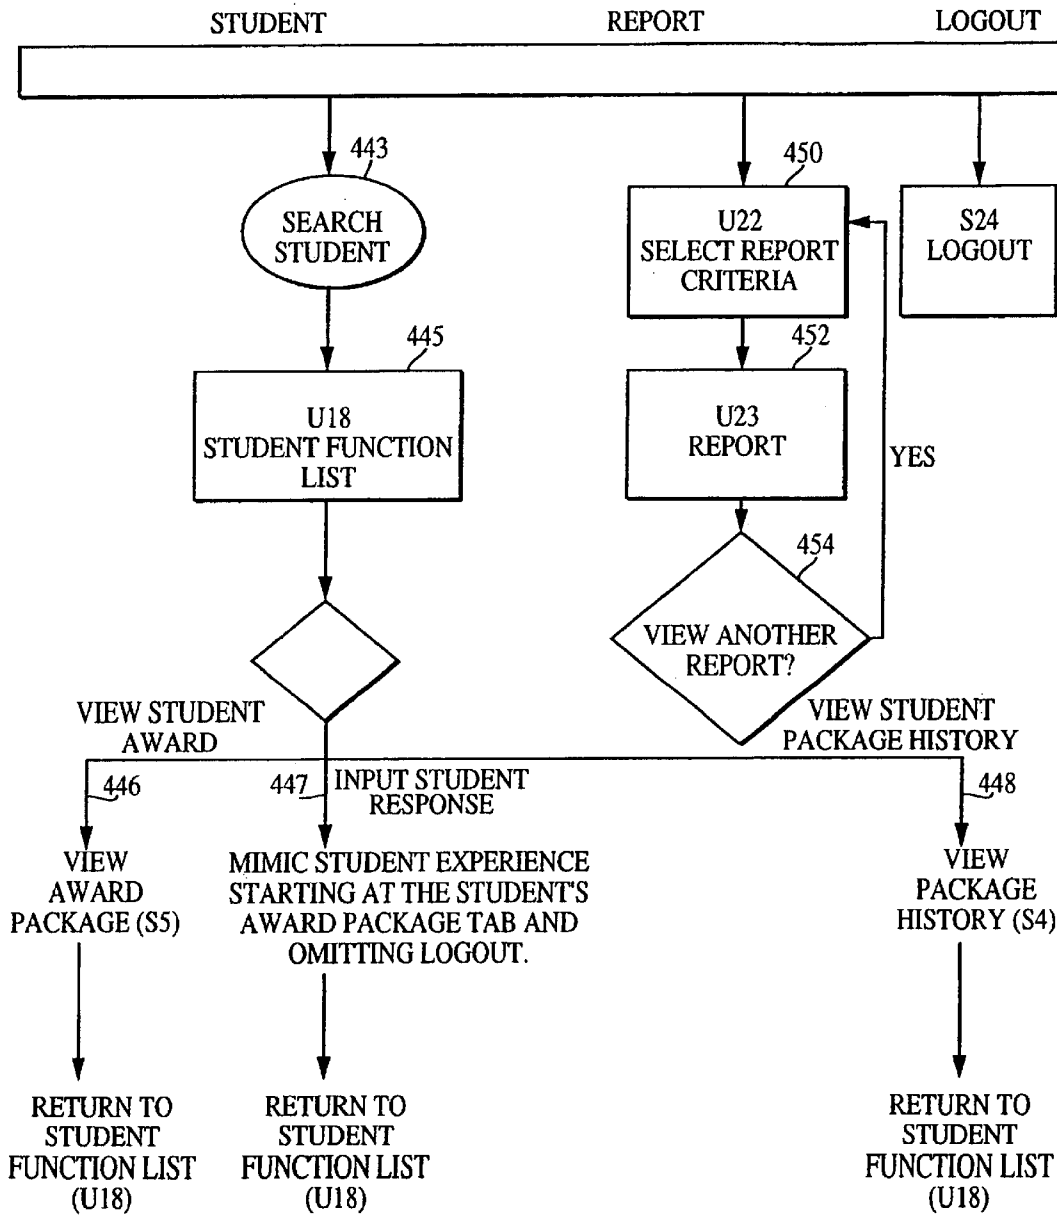 STUDENT
REPORT
LOGOUT
443
SEARCH
STUDENT
450
U22
SELECT REPORT
CRITERIA
S24
LOGOUT
445
U18
STUDENT FUNCTION
LIST
452
U23
REPORT
YES
454
VIEW ANOTHER
REPORT?
VIEW STUDENT
AWARD
VIEW STUDENT
PACKAGE HISTORY
446
447
INPUT STUDENT
RESPONSE
448
VIEW
AWARD
PACKAGE (S5)
MIMIC STUDENT EXPERIENCE
STARTING AT THE STUDENT'S
AWARD PACKAGE TAB AND
OMITTING LOGOUT.
VIEW
PACKAGE
HISTORY (S4)
RETURN TO
STUDENT
FUNCTION LIST
(U18)
RETURN TO
STUDENT
FUNCTION LIST
(U18)
RETURN TO
STUDENT
FUNCTION LIST
(U18)